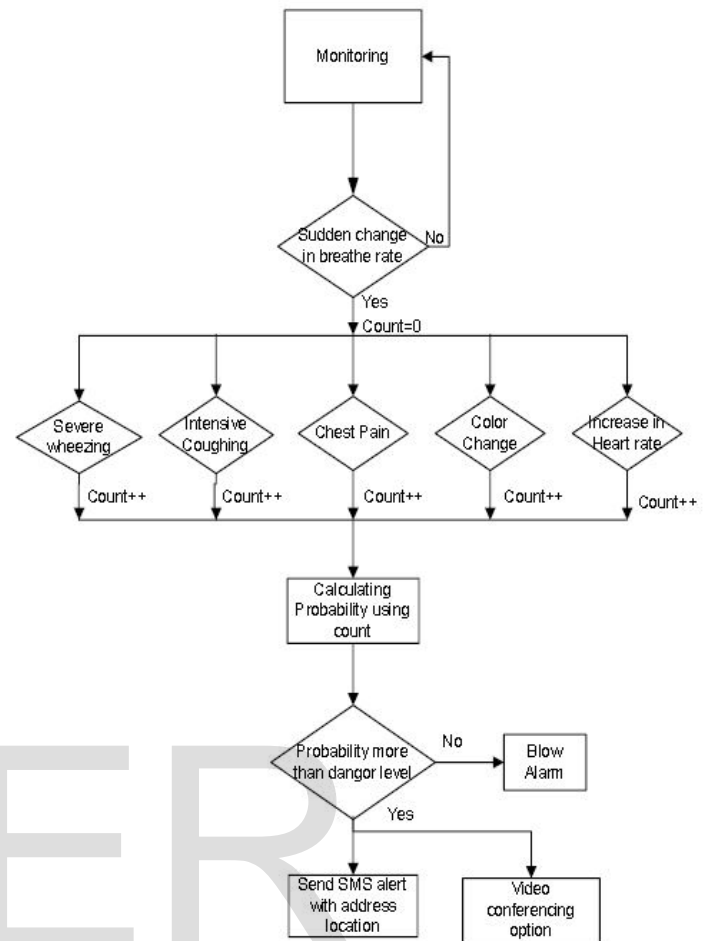 Monitoring
Sudden change
in breathe rate
No
Yes
Count=0
Severe
wheezing
Intensive
Coughing
Chest Pain
Color
Change
Increase in
Heart rate
Count++
Count++
Count++
Count++
Count++
Calculating
Probability using
count
Probability more
than dangor level
No
Blow
Alarm
Yes
Send SMS alert
with address
location
Video
conferencing
option
ER